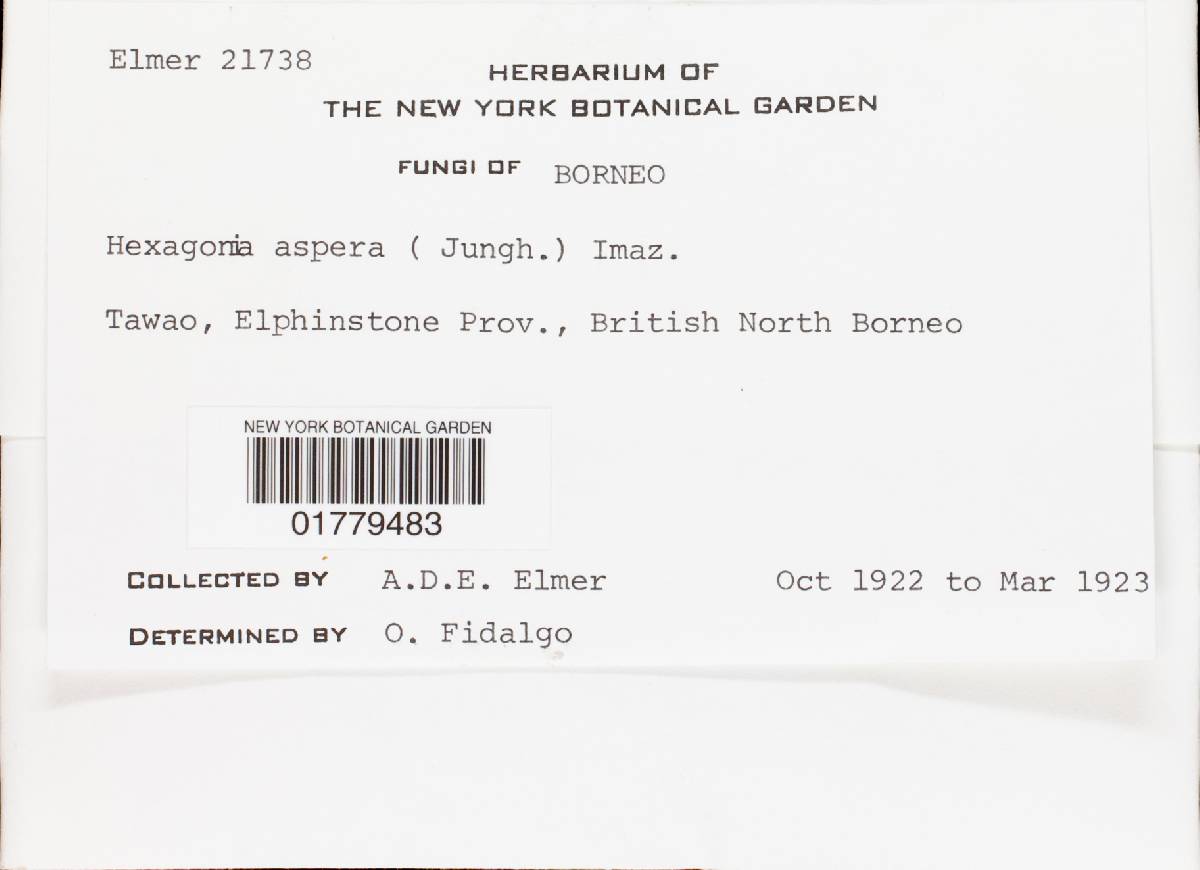 Elmer 21738
HERBARIUM OF
THE NEW YORK BOTANICAL GARDEN
FUNGI OF BORNEO
Hexagonia aspera ( Jungh.) Imaz.
Tawao, Elphinstone Prov., British North Borneo
NEW YORK BOTANICAL GARDEN
01779483
COLLECTED BY A.D.E. Elmer Oct 1922 to Mar 1923
DETERMINED BY O. Fidalgo